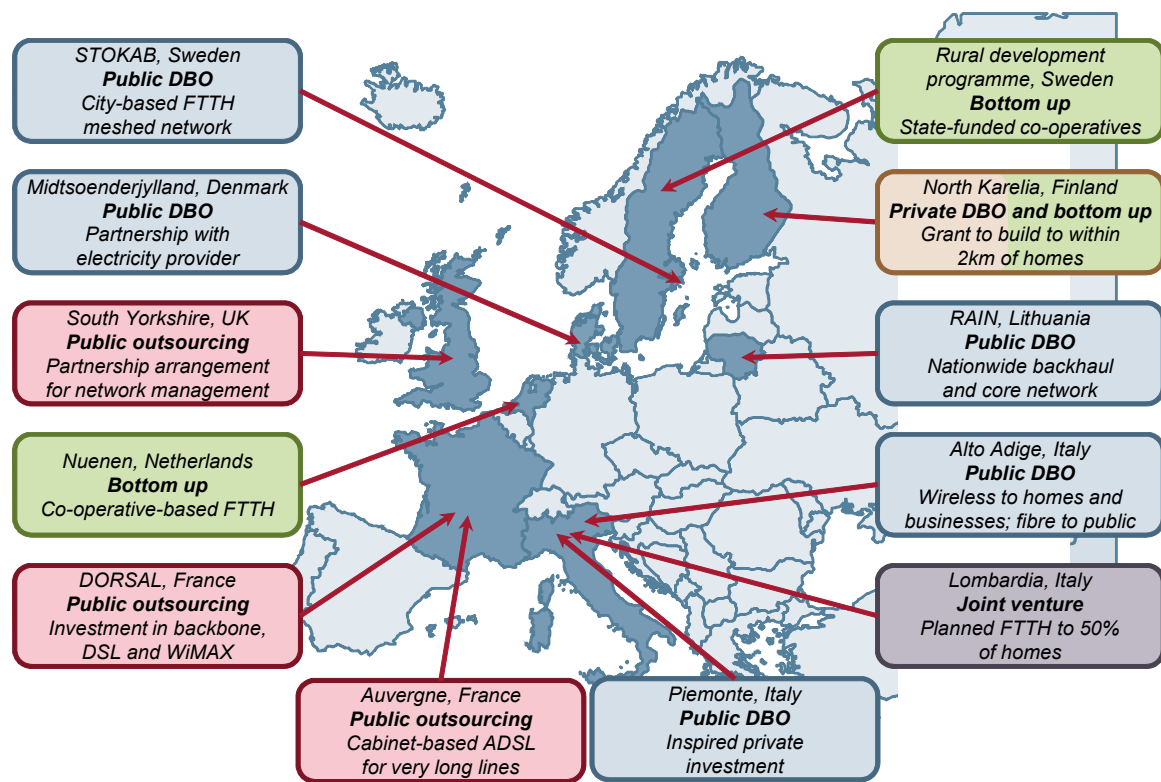 STOKAB, Sweden
Public DBO
City-based FTTH
meshed network
Rural development
programme, Sweden
Bottom up
State-funded co-operatives
Midtsoenderjylland, Denmark
Public DBO
Partnership with
electricity provider
North Karelia, Finland
Private DBO and bottom up
Grant to build to within
2km of homes
South Yorkshire, UK
Public outsourcing
Partnership arrangement
for network management
RAIN, Lithuania
Public DBO
Nationwide backhaul
and core network
Nuenen, Netherlands
Bottom up
Co-operative-based FTTH
Alto Adige, Italy
Public DBO
Wireless to homes and
businesses; fibre to public
DORSAL, France
Public outsourcing
Investment in backbone,
DSL and WiMAX
Lombardia, Italy
Joint venture
Planned FTTH to 50%
of homes
Auvergne, France
Public outsourcing
Cabinet-based ADSL
for very long lines
Piemonte, Italy
Public DBO
Inspired private
investment